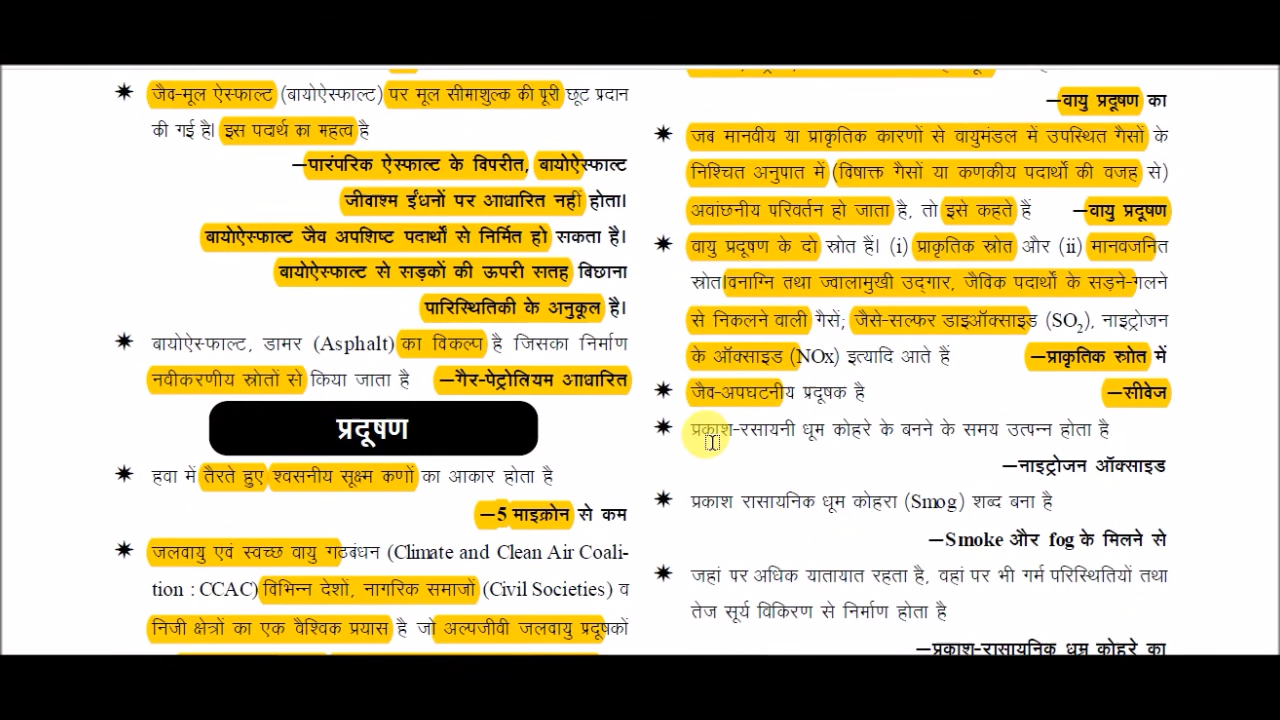 जैव-मूल ऐस्फाल्ट (बायोऐस्फाल्ट) पर मूल सीमाशुल्क की पूरी छूट प्रदान
की गई है। इस पदार्थ का महत्व है
—पारंपरिक ऐस्फाल्ट के विपरीत, बायोऐस्फाल्ट
जीवाश्म ईंधनों पर आधारित नहीं होता।
बायोऐस्फाल्ट जैव अपशिष्ट पदार्थों से निर्मित हो सकता है।
बायोऐस्फाल्ट से सड़कों की ऊपरी सतह बिछाना
पारिस्थितिकी के अनुकूल है।
बायोऐस्फाल्ट, डामर (Asphalt) का विकल्प है जिसका निर्माण
नवीकरणीय स्रोतों से किया जाता है —गैर-पेट्रोलियम आाधारित
प्रदूषण
हवा में तैरते हुए श्वसनीय सूक्ष्म कणों का आकार होता है
—5 माइक्रोन से कम
जलवायु एवं स्वच्छ वायु गठबंधन (Climate and Clean Air Coali-
tion : CCAC) विभिन्न देशों, नागरिक समाजों (Civil Societies) व
निजी क्षेत्रों का एक वैश्विक प्रयास है जो अल्पजीवी जलवायु प्रदूषकों
—वायु प्रदूषण का
जब मानवीय या प्राकृतिक कारणों से वायुमंडल में उपस्थित गैसों के
निश्चित अनुपात में (विषाक्त गैसों या कणकीय पदार्थों की वजह से)
अवांछनीय परिवर्तन हो जाता है, तो इसे कहते हैं —वायु प्रदूषण
वायु प्रदूषण के दो स्रोत हैं। (i) प्राकृतिक स्रोत और (ii) मानवजनित
स्रोत। वनाग्नि तथा ज्वालामुखी उद्गार, जैविक पदार्थों के सड़ने-गलने
से निकलने वाली गैसें; जैसे-सल्फर डाइऑक्साइड (SO₂), नाइट्रोजन
के ऑक्साइड (NOx) इत्यादि आते हैं —प्राकृतिक स्त्रोत में
जैव-अपघटनीय प्रदूषक है —सीवेज
प्रकाश-रसायनी धूम कोहरे के बनने के समय उत्पन्न होता है
—नाइट्रोजन ऑक्साइड
प्रकाश रासायनिक धूम कोहरा (Smog) शब्द बना है
—Smoke और fog के मिलने से
जहां पर अधिक यातायात रहता है, वहां पर भी गर्म परिस्थितियों तथा
तेज सूर्य विकिरण से निर्माण होता है
—प्रकाश-रासायनिक धूम कोहरे का